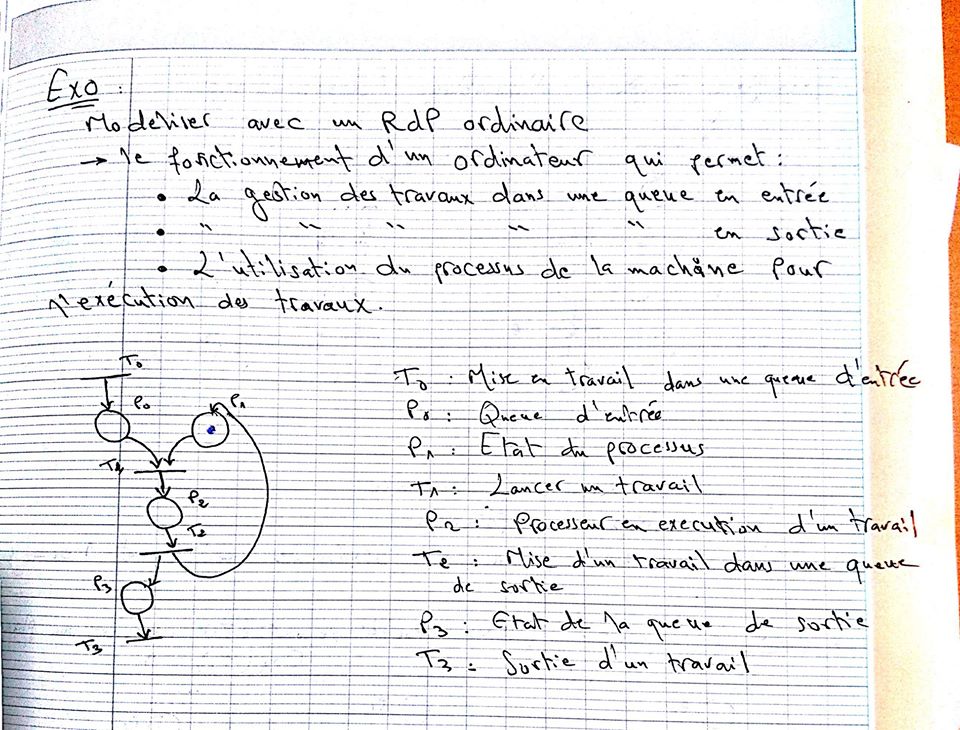 Exo :
Modéliser avec un RdP ordinaire
→ le fonctionnement d'un ordinateur qui permet :
• La gestion des travaux dans une queue en entrée
• " " " " " en sortie
• L'utilisation du processus de la machine pour
l'exécution des travaux.
T0
P0
P1
T1
P2
T2
P3
T3
T0 : Mise en travail dans une queue d'entrée
P0 : Queue d'entrée
P1 : Etat du processus
T1 : Lancer un travail
P2 : Processeur en execution d'un travail
T2 : Mise d'un travail dans une queue
de sortie
P3 : Etat de la queue de sortie
T3 : Sortie d'un travail